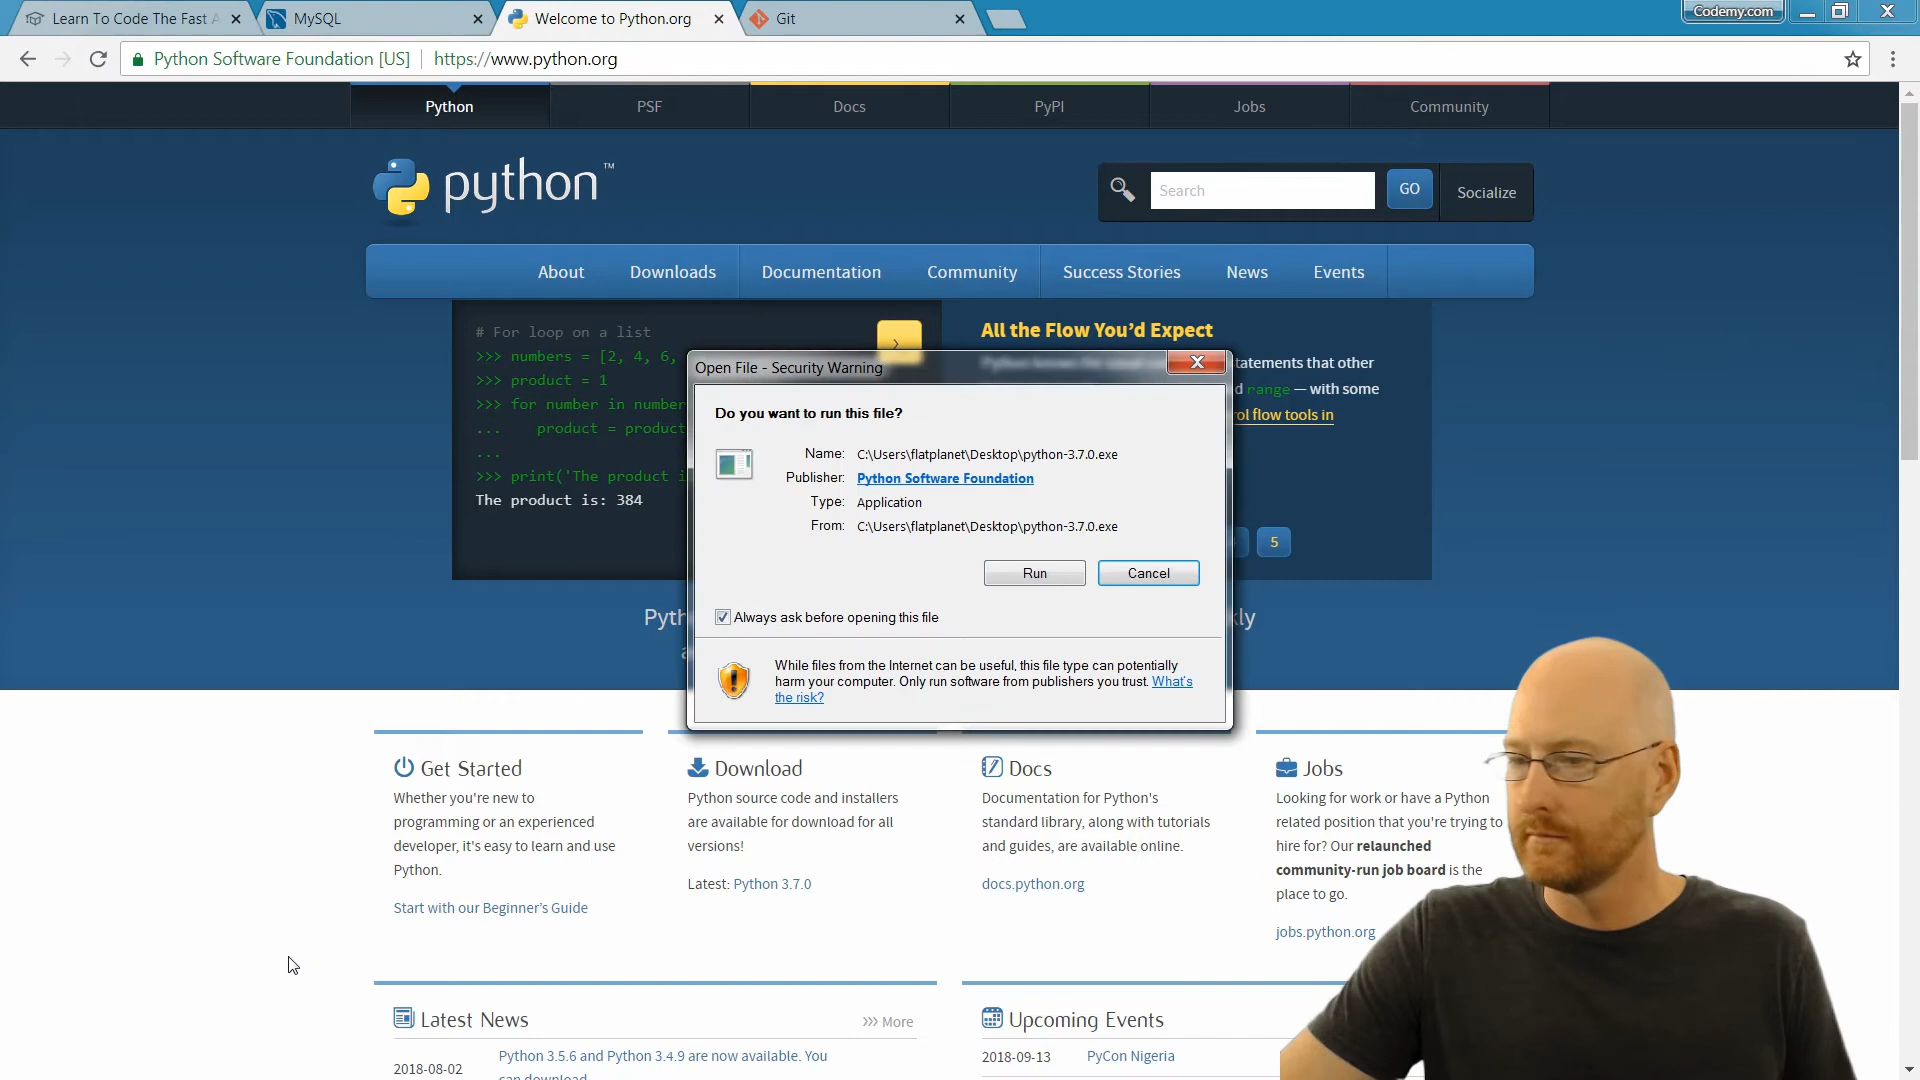 Learn To Code The Fast
MySQL
Welcome to Python.org
Git
Codemy.com
Python Software Foundation [US]
https://www.python.org
Python
PSF
Docs
PyPI
Jobs
Community
python™
Search
GO
Socialize
About
Downloads
Documentation
Community
Success Stories
News
Events
# For loop on a list
>>> numbers = [2, 4, 6,
>>> product = 1
>>> for number in number
... product = product
...
>>> print('The product i
The product is: 384
All the Flow You'd Expect
tatements that other
range — with some
ol flow tools in
5
Open File - Security Warning
Do you want to run this file?
Name: C:\Users\flatplanet\Desktop\python-3.7.0.exe
Publisher: Python Software Foundation
Type: Application
From: C:\Users\flatplanet\Desktop\python-3.7.0.exe
Run
Cancel
Always ask before opening this file
While files from the Internet can be useful, this file type can potentially
harm your computer. Only run software from publishers you trust. What's
the risk?
Get Started
Whether you're new to
programming or an experienced
developer, it's easy to learn and use
Python.
Start with our Beginner's Guide
Download
Python source code and installers
are available for download for all
versions!
Latest: Python 3.7.0
Docs
Documentation for Python's
standard library, along with tutorials
and guides, are available online.
docs.python.org
Jobs
Looking for work or have a Python
related position that you're trying to
hire for? Our relaunched
community-run job board is the
place to go.
jobs.python.org
Latest News
>>> More
2018-08-02
Python 3.5.6 and Python 3.4.9 are now available. You
can download
Upcoming Events
2018-09-13
PyCon Nigeria